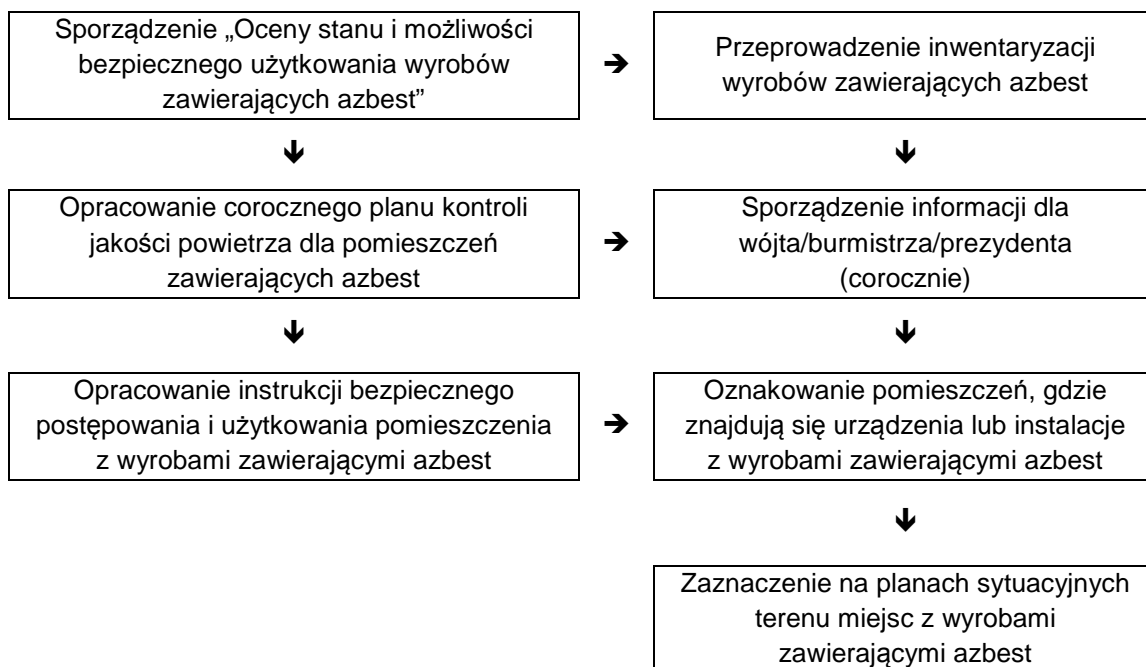 Sporządzenie „Oceny stanu i możliwości
bezpiecznego użytkowania wyrobów
zawierających azbest”
Przeprowadzenie inwentaryzacji
wyrobów zawierających azbest
Opracowanie corocznego planu kontroli
jakości powietrza dla pomieszczeń
zawierających azbest
Sporządzenie informacji dla
wójta/burmistrza/prezydenta
(corocznie)
Opracowanie instrukcji bezpiecznego
postępowania i użytkowania pomieszczenia
z wyrobami zawierającymi azbest
Oznakowanie pomieszczeń, gdzie
znajdują się urządzenia lub instalacje
z wyrobami zawierającymi azbest
Zaznaczenie na planach sytuacyjnych
terenu miejsc z wyrobami
zawierającymi azbest